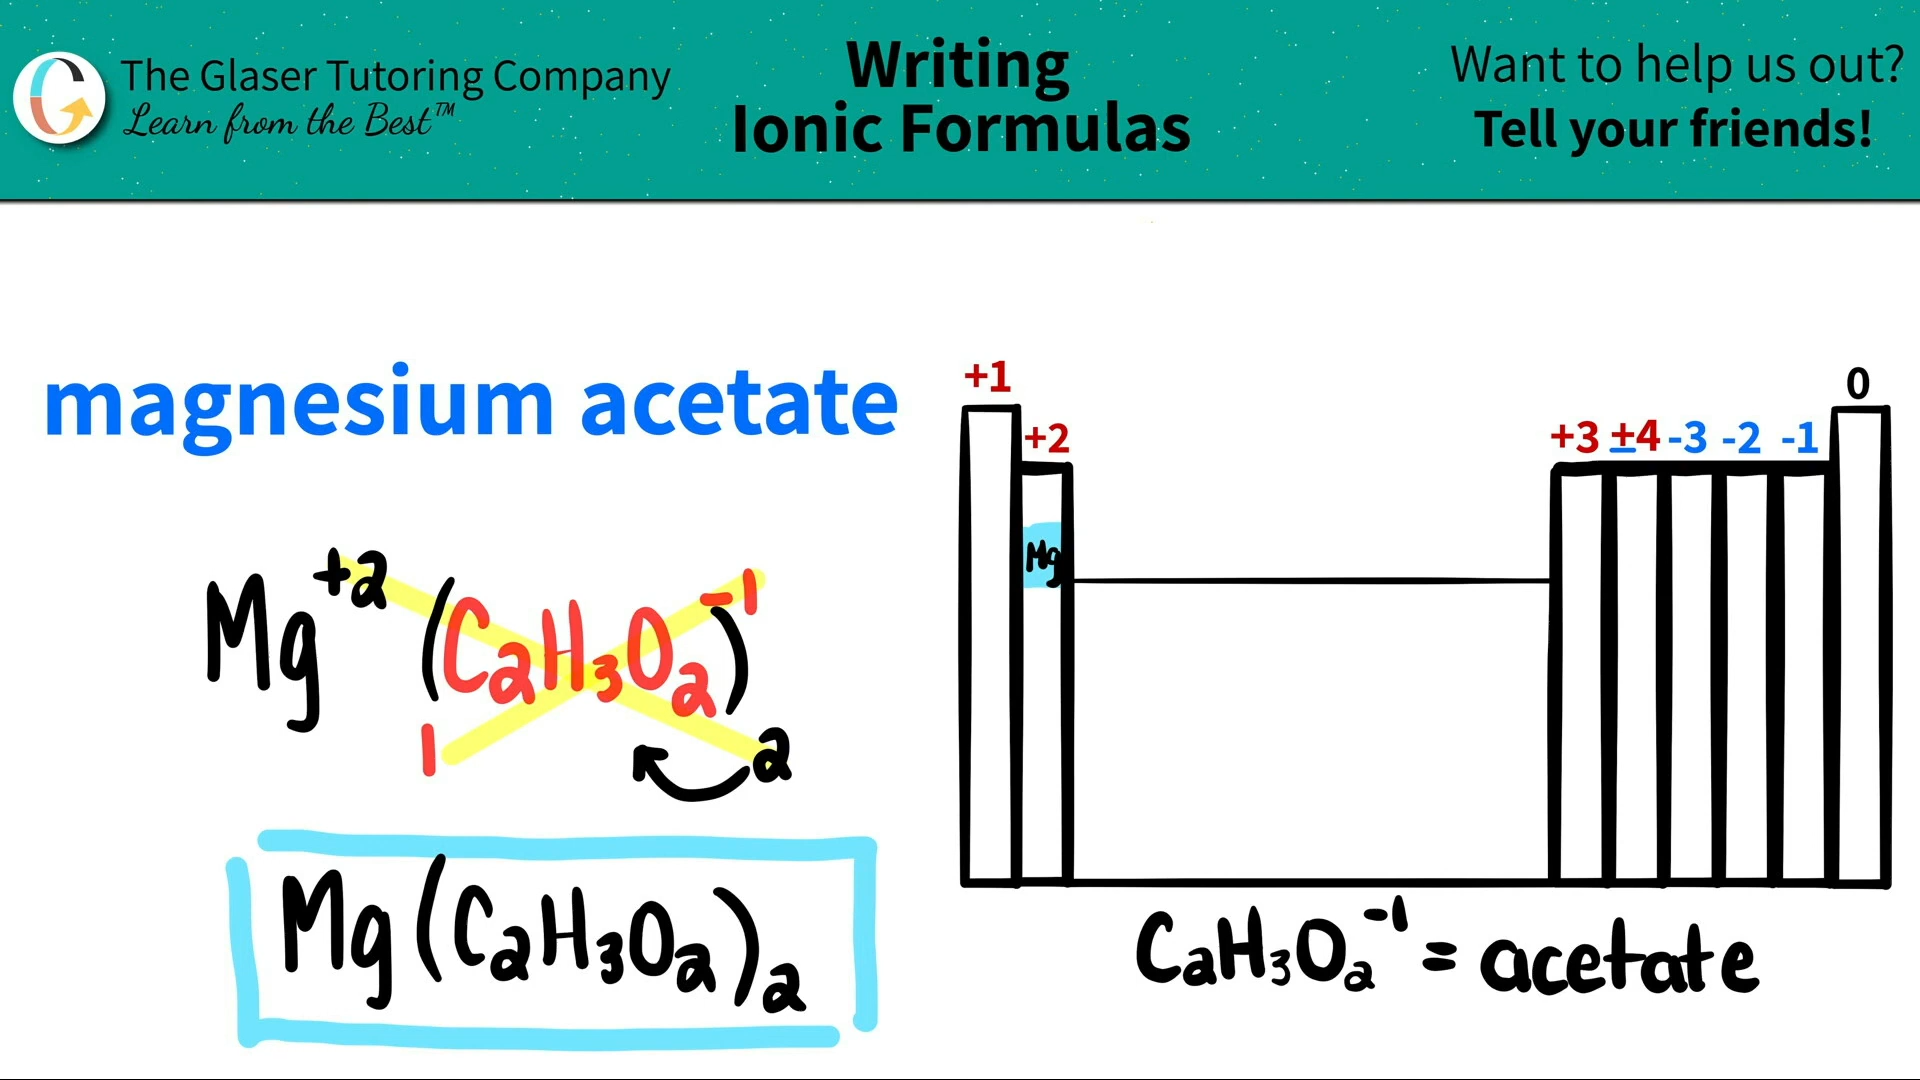 The Glaser Tutoring Company
Learn from the Best™
Writing
Ionic Formulas
Want to help us out?
Tell your friends!
magnesium acetate
Mg⁺² (C₂H₃O₂)⁻¹
1 2
Mg(C₂H₃O₂)₂
+1 0
+2 +3 ±4 -3 -2 -1
Mg
C₂H₃O₂⁻¹ = acetate